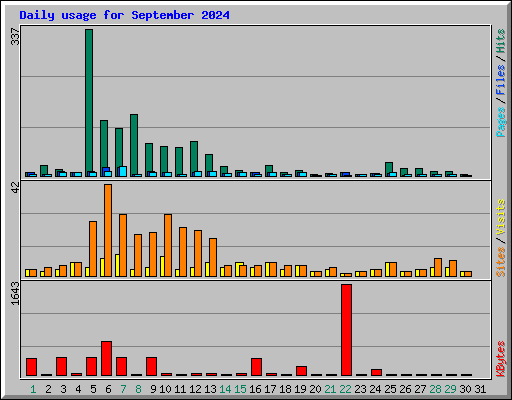 Daily usage for September 2024
337
Pages / Files / Hits
42
Sites / Visits
1643
KBytes
1 2 3 4 5 6 7 8 9 10 11 12 13 14 15 16 17 18 19 20 21 22 23 24 25 26 27 28 29 30 31